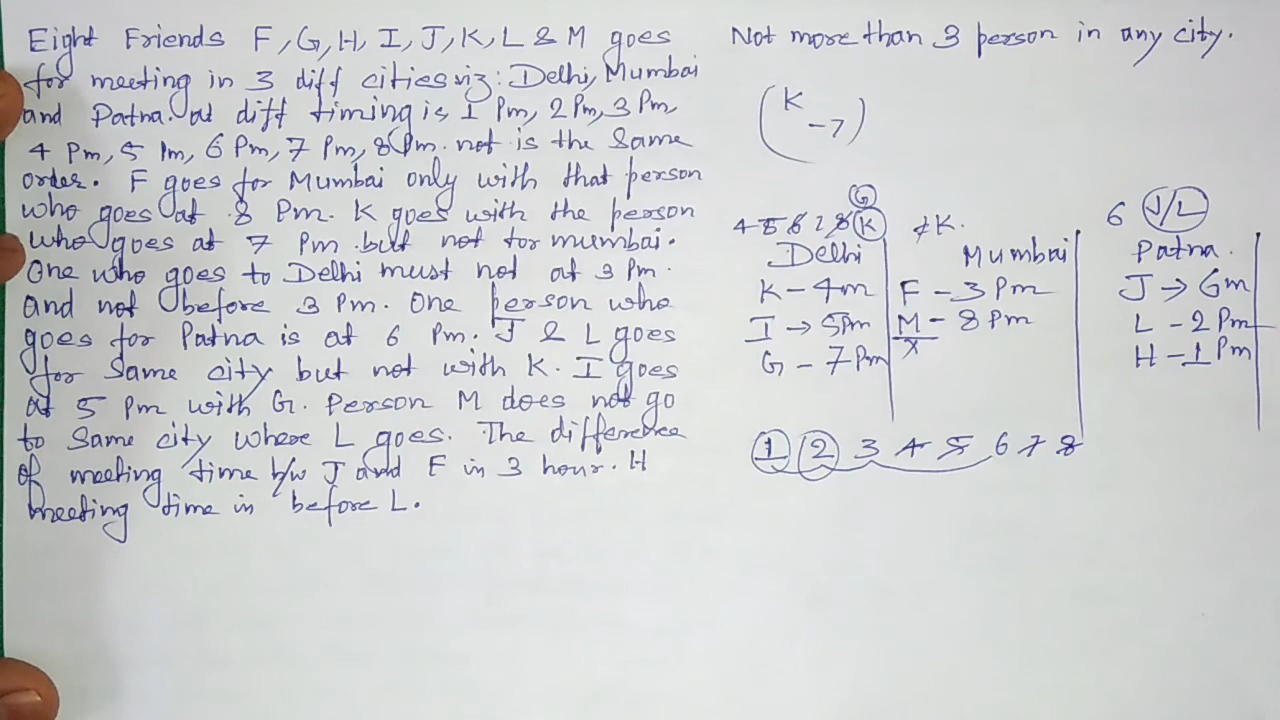 Eight Friends F, G, H, I, J, K, L & M goes
for meeting in 3 diff cities viz: Delhi, Mumbai
and Patna. at diff timing is 1 Pm, 2 Pm, 3 Pm,
4 Pm, 5 Pm, 6 Pm, 7 Pm, 8 Pm. not is the same
order. F goes for Mumbai only with that person
who goes at 8 Pm. K goes with the person
who goes at 7 Pm but not for mumbai.
One who goes to Delhi must not at 3 Pm.
and not before 3 Pm. One person who
goes for Patna is at 6 Pm. J & L goes
for same city but not with K. I goes
at 5 Pm with G. Person M does not go
to same city where L goes. The difference
of meeting time b/w J and F in 3 hour. H
meeting time in before L.
Not more than 3 person in any city.
K
-7
G
4 5 6 7 8 K ≠K. 6 J/L
Delhi Mumbai Patna.
K - 4m F - 3 Pm J → 6m
I → 5Pm M - 8 Pm L - 2 Pm
G - 7 Pm X H - 1 Pm
1 2 3 4 5 6 7 8